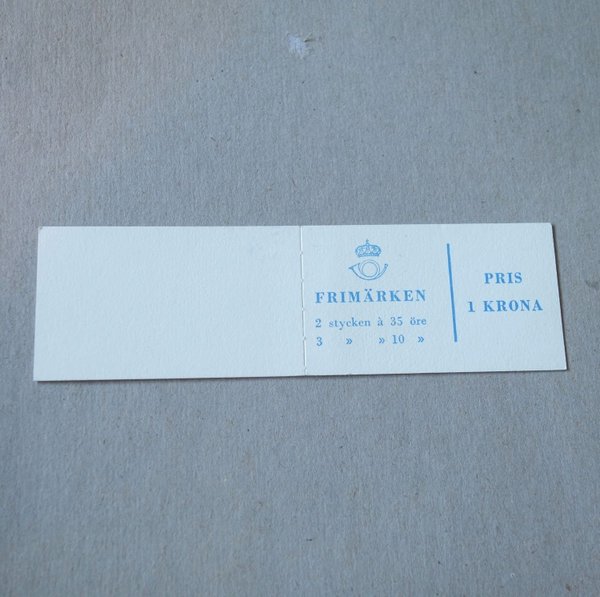 FRIMÄRKEN
2 stycken à 35 öre
3 » » 10 »
PRIS
1 KRONA